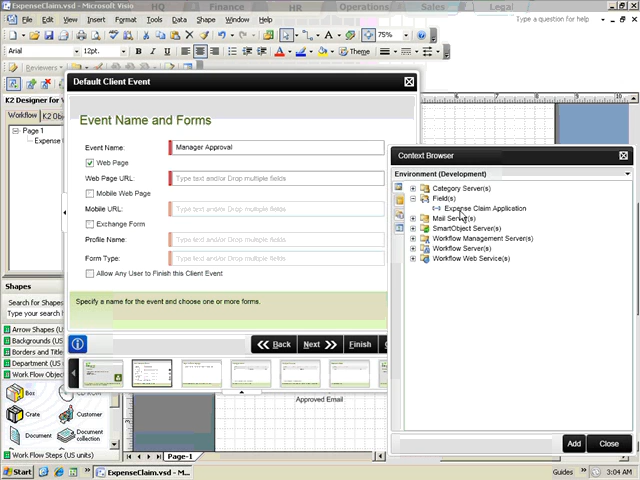 ExpenseClaim.vsd - Microsoft Visio
HQ
Finance
HR
Operations
Sales
Legal
File Edit View Insert Format Tools Shape Window Help
Type a question for help
Arial
12pt.
Theme
75%
Reviewers
K2 Designer for
Workflow
K2 Obj
Page 1
Expense
Default Client Event
Event Name and Forms
Event Name:
Manager Approval
Web Page
Web Page URL:
Type text and/or Drop multiple fields
Mobile Web Page
Mobile URL:
Type text and/or Drop multiple fields
Exchange Form
Profile Name:
Type text and/or Drop multiple fields
Form Type:
Type text and/or Drop multiple fields
Allow Any User to Finish this Client Event
Specify a name for the event and choose one or more forms.
Back
Next
Finish
Context Browser
Environment (Development)
Category Server(s)
Field(s)
Expense Claim Application
Mail Server(s)
SmartObject Server(s)
Workflow Management Server(s)
Workflow Server(s)
Workflow Web Service(s)
Add
Close
Shapes
Search for Shapes
Type your search h
Arrow Shapes (U
Backgrounds (US
Borders and Titles
Department (US
Work Flow Object
Box
CD-ROM
Crate
Customer
Document
Document
collection
Work Flow Steps (US units)
Approved Email
Page-1
Start
ExpenseClaim.vsd - M...
Guides
3:04 AM